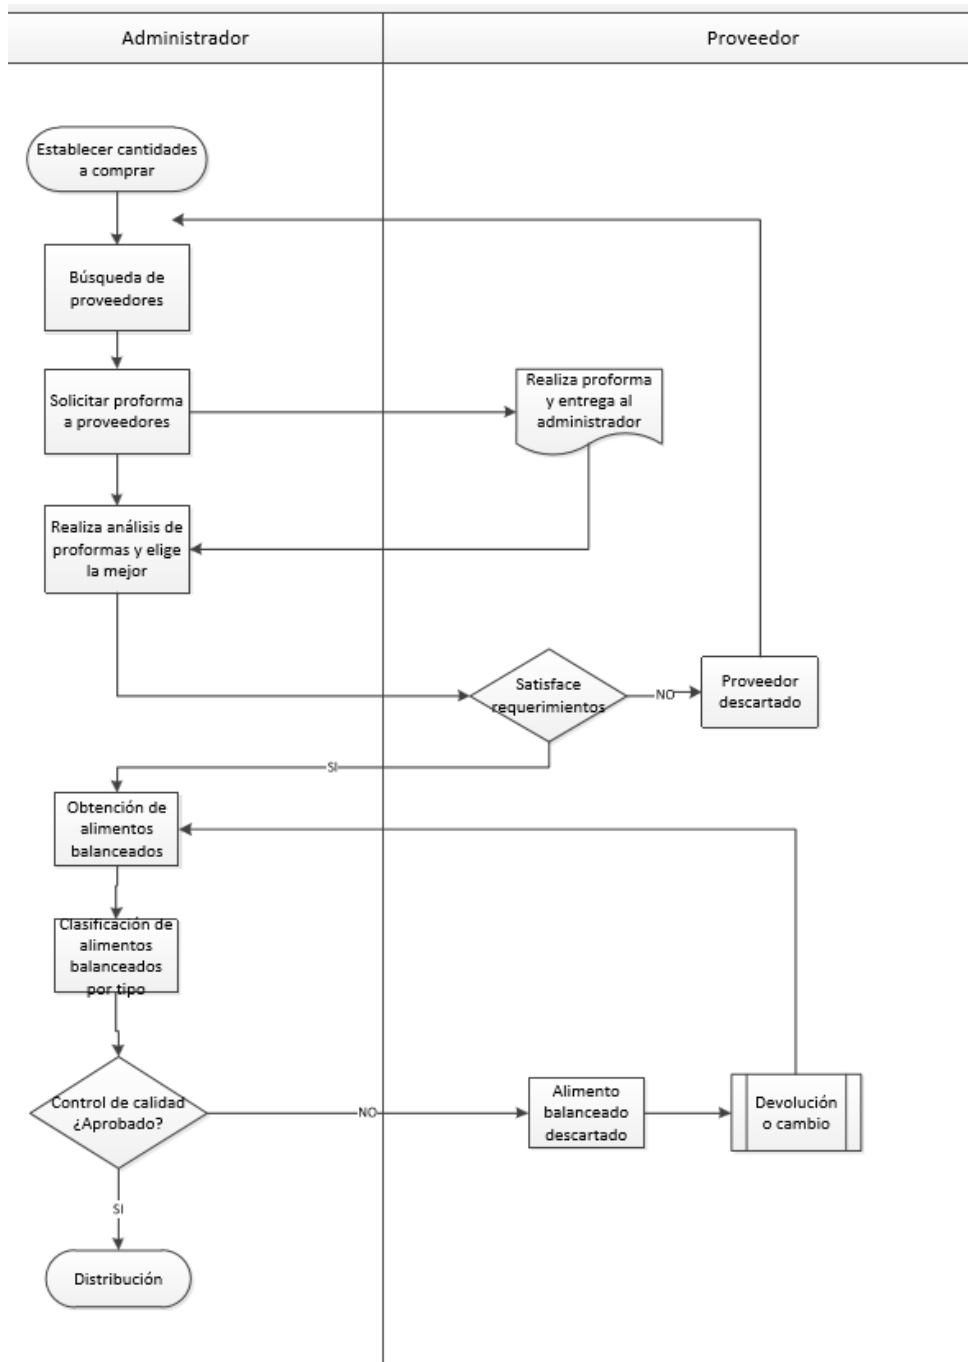 Administrador
Proveedor
Establecer cantidades
a comprar
Búsqueda de
proveedores
Solicitar proforma
a proveedores
Realiza proforma
y entrega al
administrador
Realiza análisis de
proformas y elige
la mejor
Satisface
requerimientos
NO
Proveedor
descartado
SI
Obtención de
alimentos
balanceados
Clasificación de
alimentos
balanceados
por tipo
Control de calidad
¿Aprobado?
NO
Alimento
balanceado
descartado
Devolución
o cambio
SI
Distribución